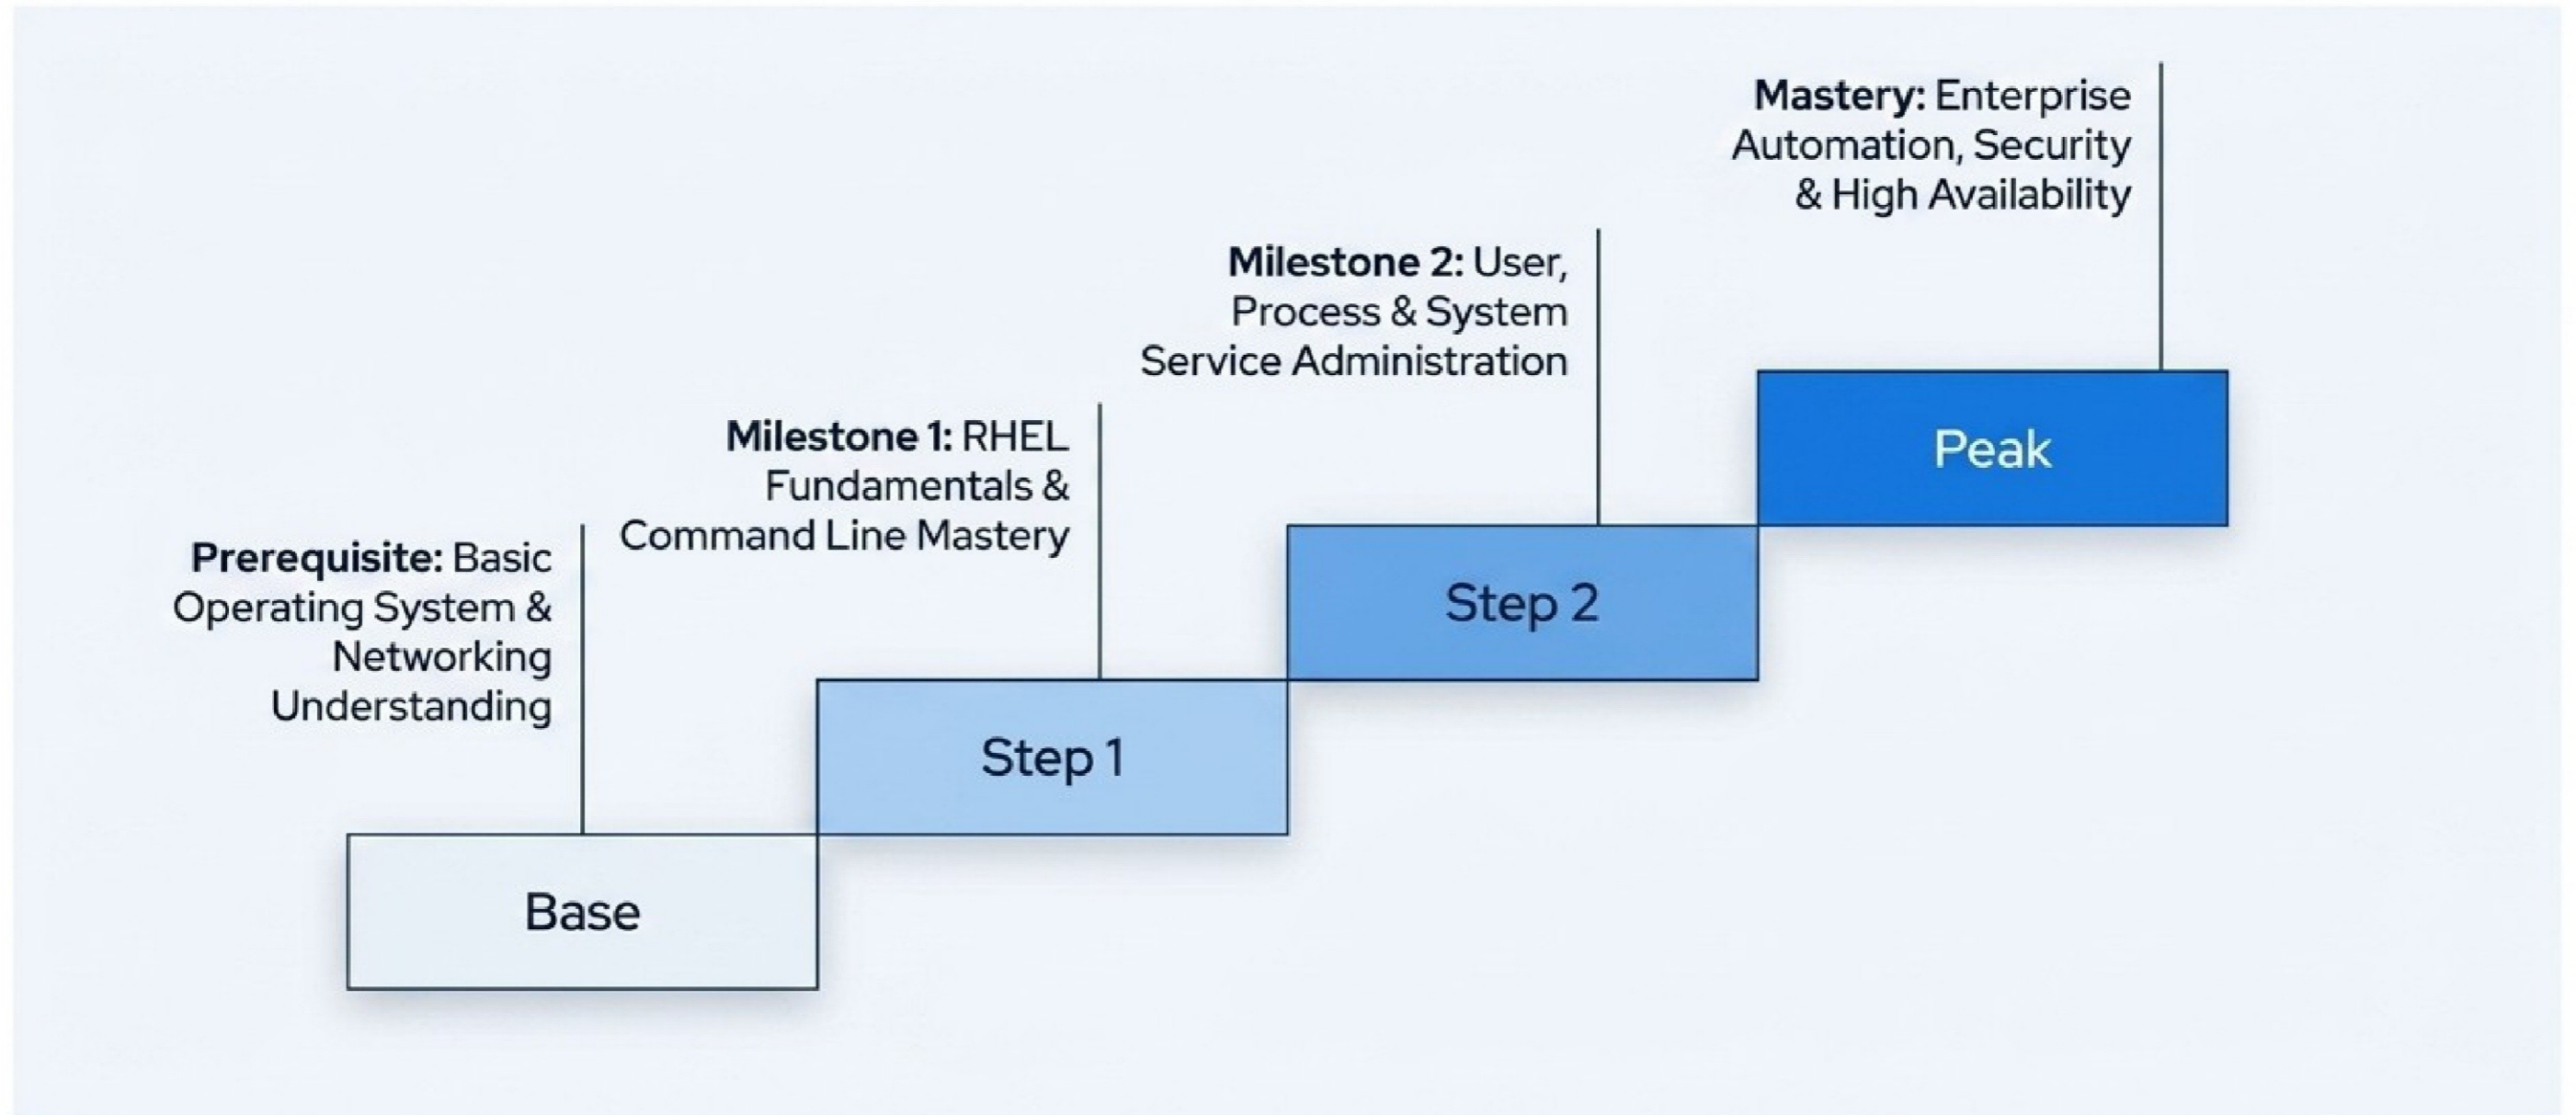 Mastery: Enterprise
Automation, Security
& High Availability
Milestone 2: User,
Process & System
Service Administration
Peak
Milestone 1: RHEL
Fundamentals &
Command Line Mastery
Step 2
Prerequisite: Basic
Operating System &
Networking
Understanding
Step 1
Base